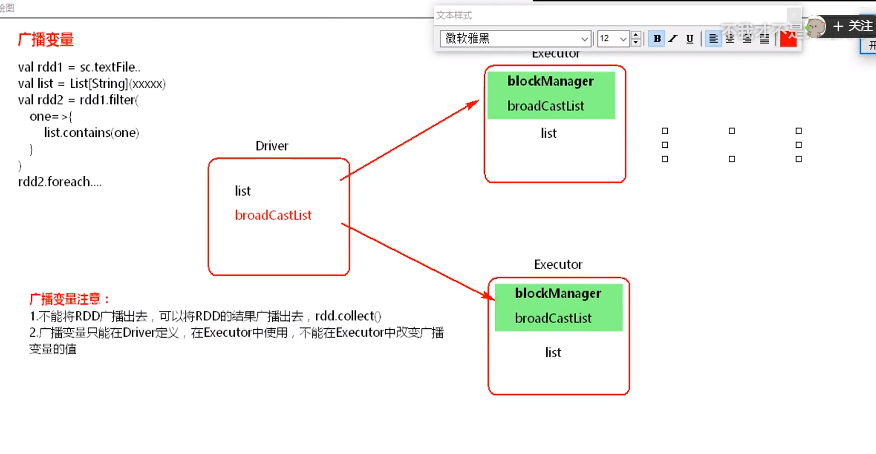 绘图
文本样式
微软雅黑
12
B
U
+ 关注
开
广播变量
val rdd1 = sc.textFile..
val list = List[String](xxxxx)
val rdd2 = rdd1.filter(
one=>{
list.contains(one)
}
)
rdd2.foreach....
Driver
list
broadCastList
Executor
blockManager
broadCastList
list
Executor
blockManager
broadCastList
list
广播变量注意：
1.不能将RDD广播出去，可以将RDD的结果广播出去，rdd.collect()
2.广播变量只能在Driver定义，在Executor中使用，不能在Executor中改变广播
变量的值